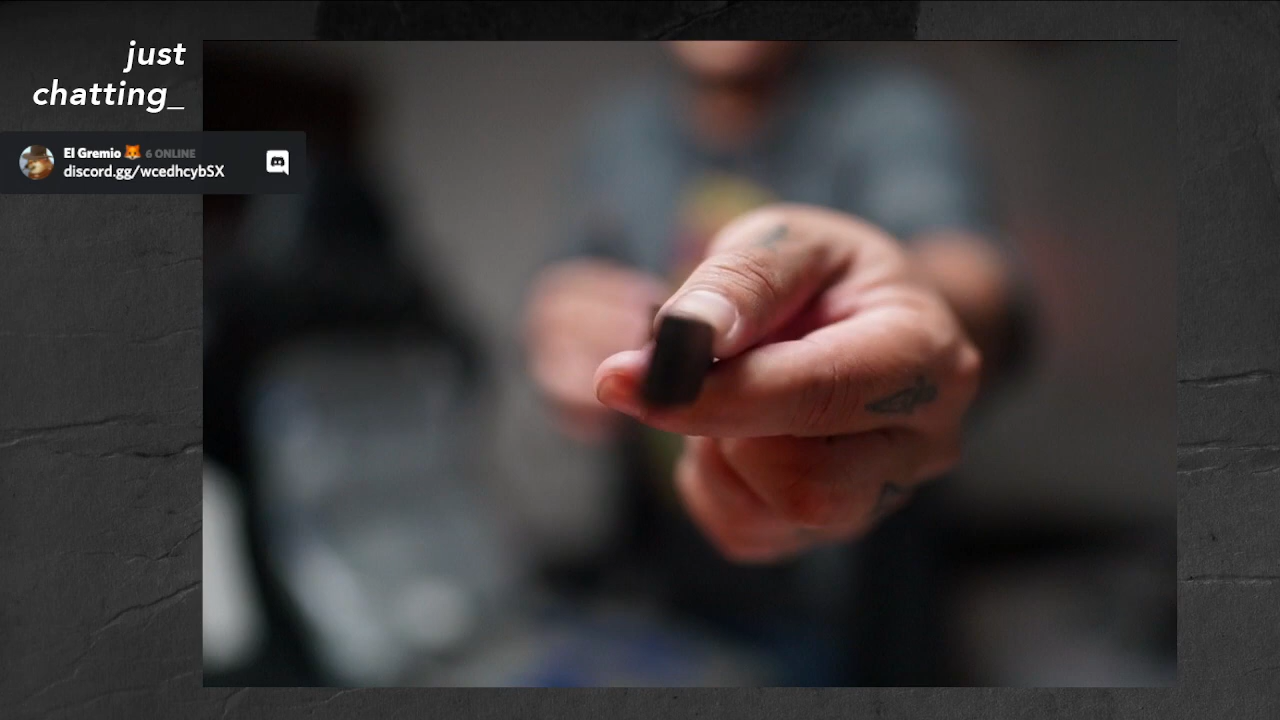 just
chatting_
El Gremio 🦊 6 ONLINE
discord.gg/wcedhcybSX